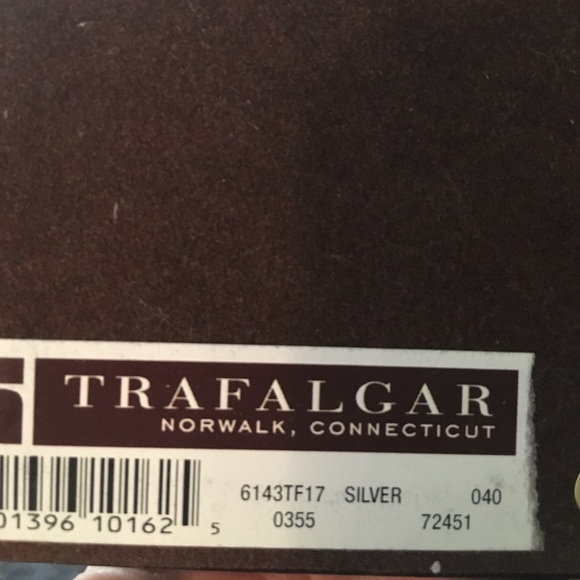 TRAFALGAR
NORWALK, CONNECTICUT
6143TF17 SILVER 040
01396 10162 5 0355 72451